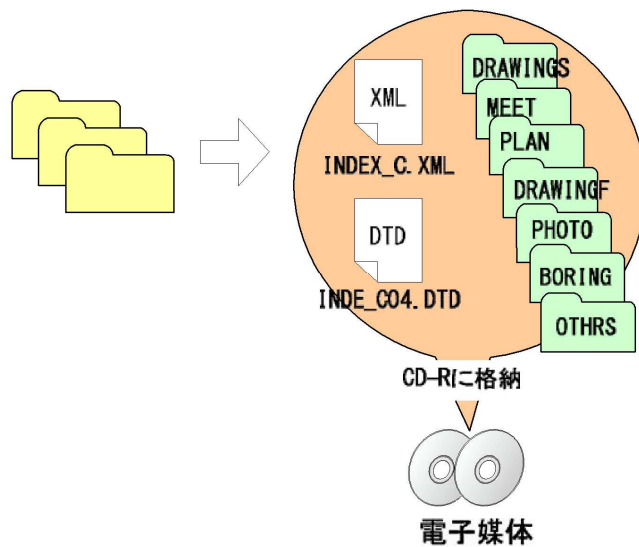 XML
INDEX_C.XML
DTD
INDE_C04.DTD
DRAWINGS
MEET
PLAN
DRAWINGF
PHOTO
BORING
OTHRS
CD-Rに格納
電子媒体